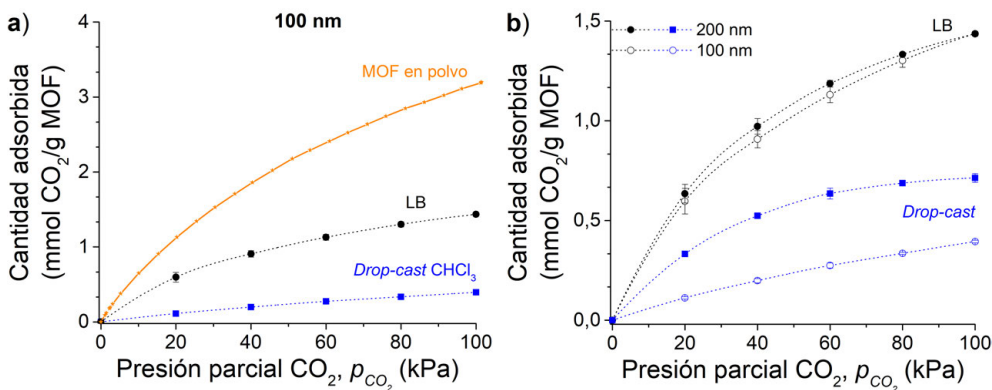 a)
100 nm
4
3
2
1
0
0 20 40 60 80 100
MOF en polvo
LB
Drop-cast CHCl₃
Cantidad adsorbida
(mmol CO₂/g MOF)
Presión parcial CO₂, p_CO₂ (kPa)
b)
200 nm
100 nm
LB
Drop-cast
1,5
1,0
0,5
0,0
0 20 40 60 80 100
Cantidad adsorbida
(mmol CO₂/g MOF)
Presión parcial CO₂, p_CO₂ (kPa)